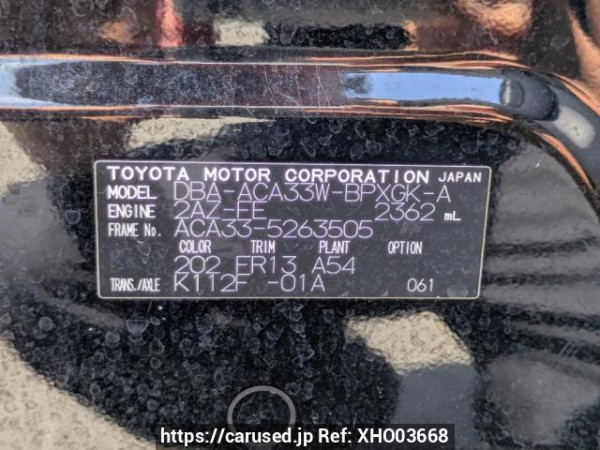 TOYOTA MOTOR CORPORATION JAPAN
MODEL DBA-ACA33W-BPXGK-A
ENGINE 2AZ-FE 2362 mL
FRAME No. ACA33-5263505
COLOR TRIM PLANT OPTION
202 FR13 A54
TRANS./AXLE K112F -01A 061
https://carused.jp Ref: XHO03668